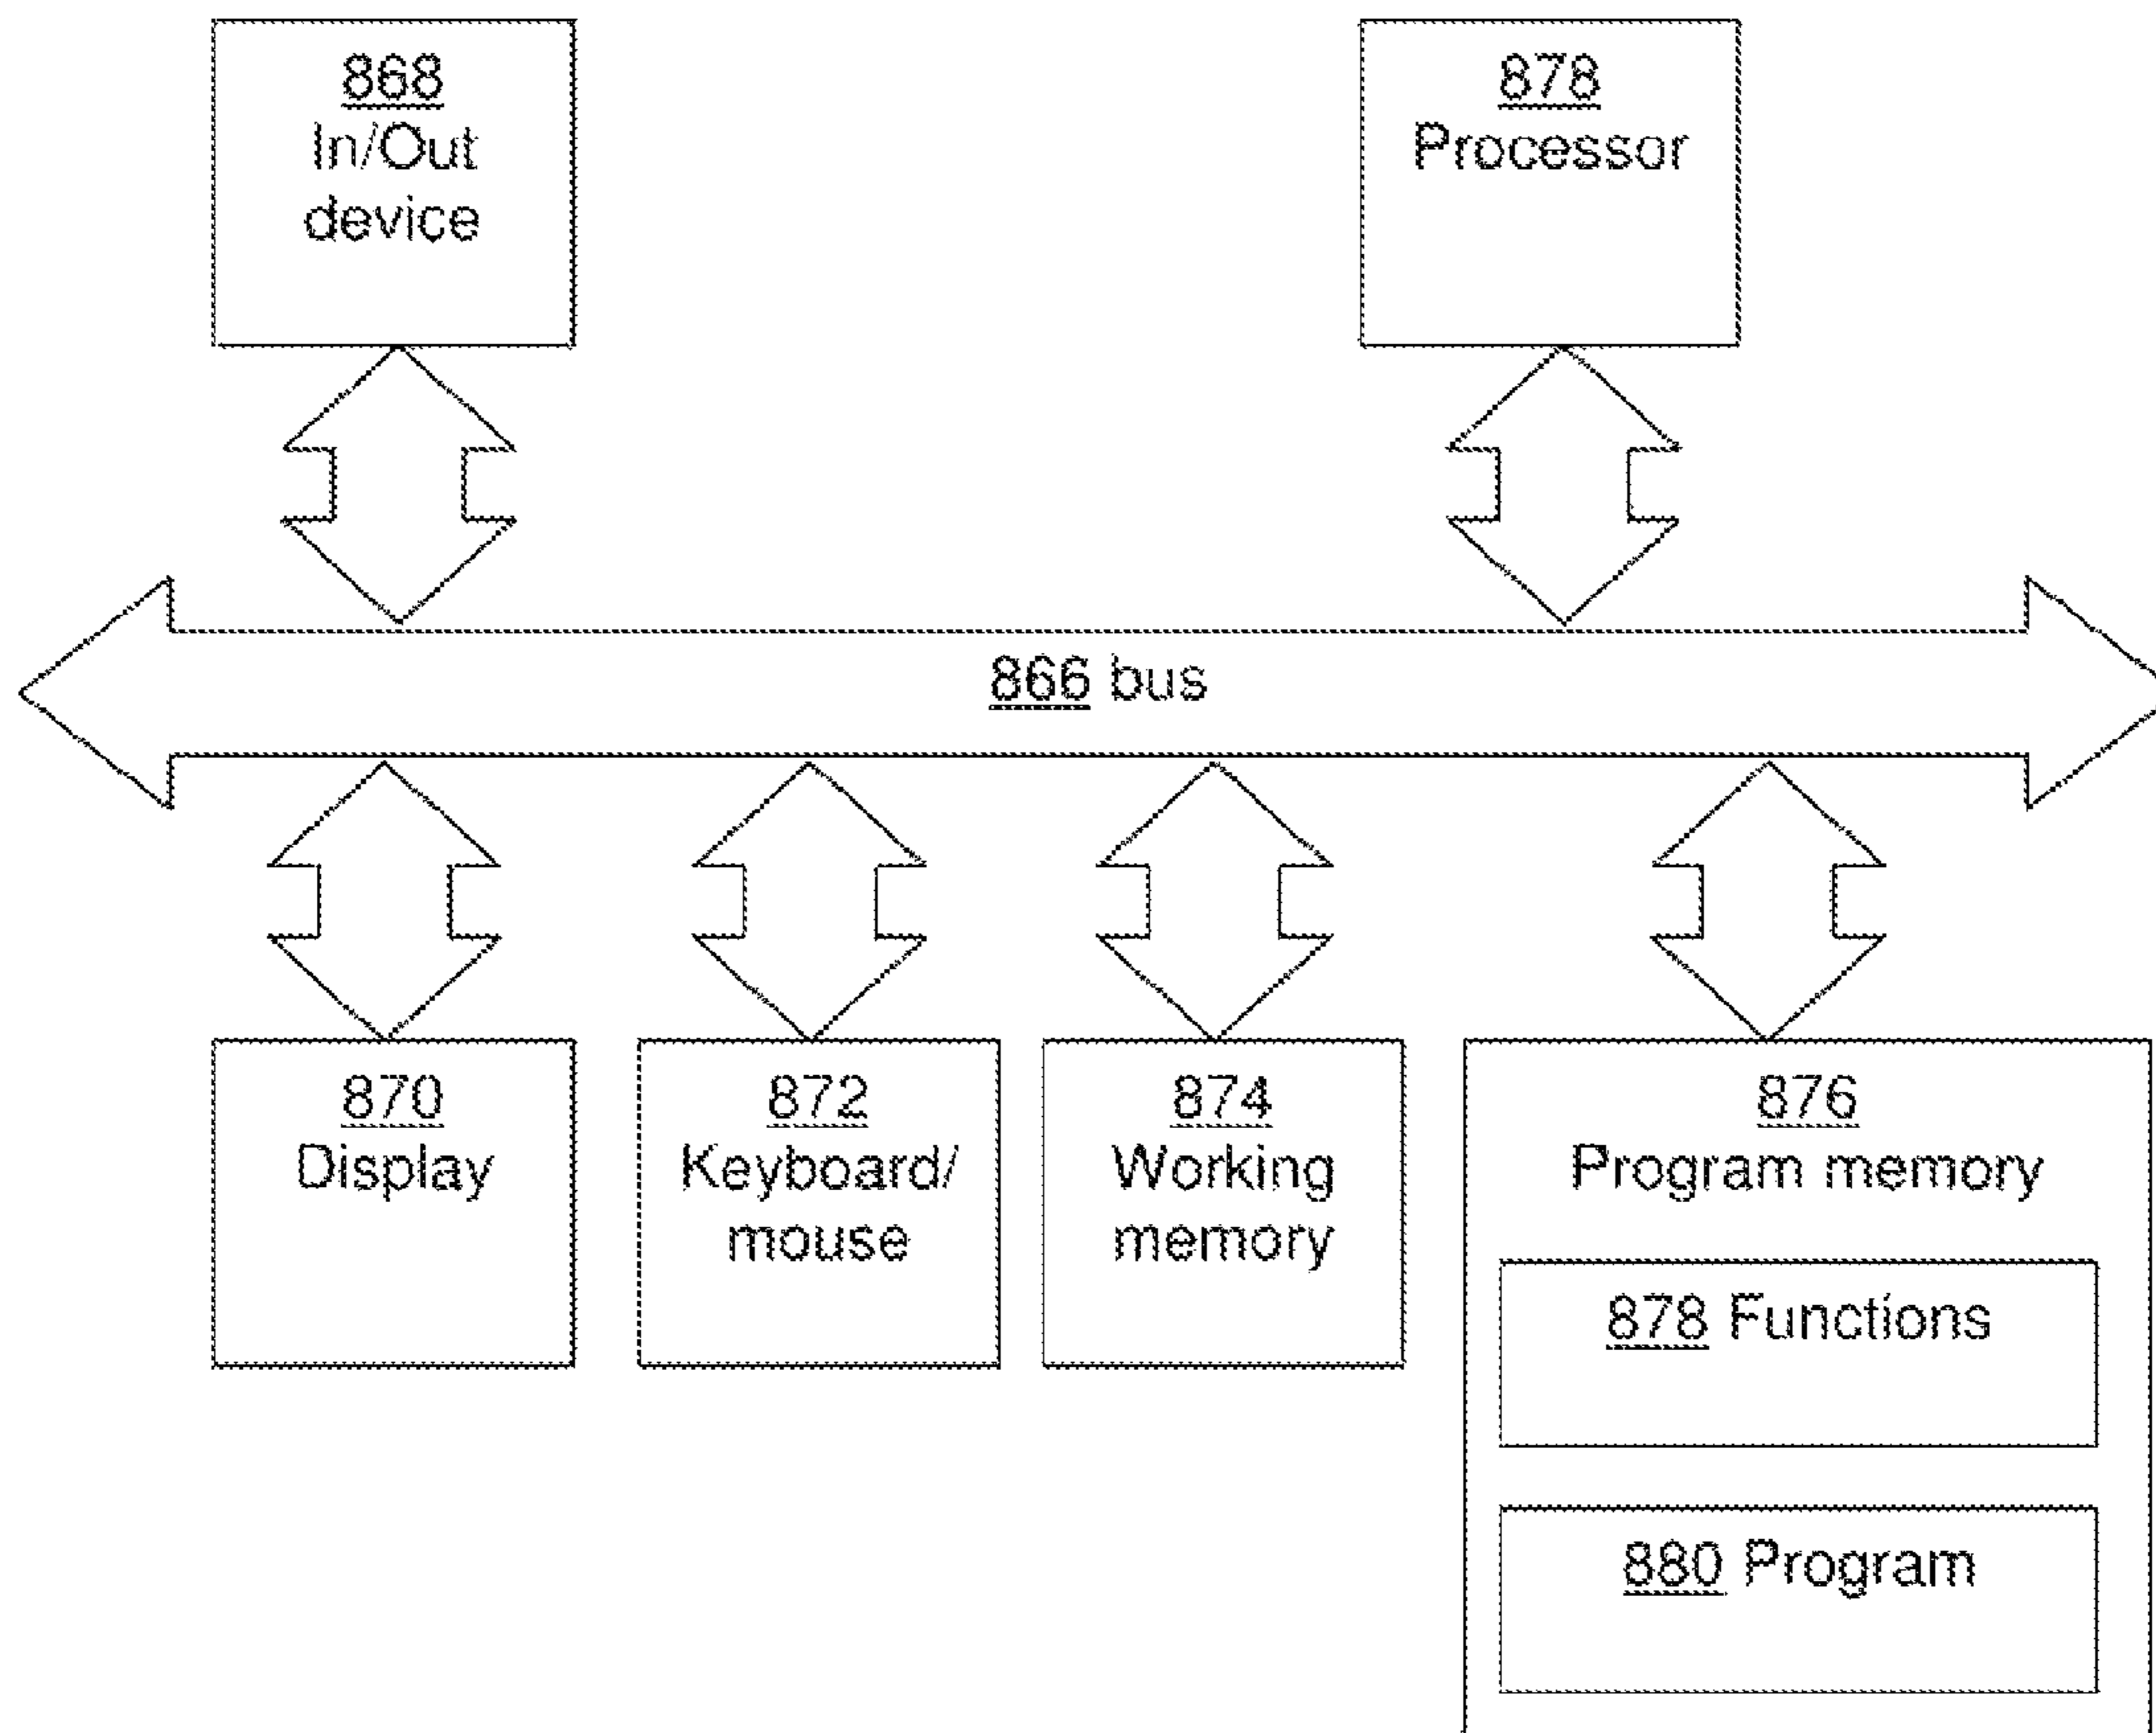 868
In/Out
device
878
Processor
866 bus
870
Display
872
Keyboard/
mouse
874
Working
memory
876
Program memory
878 Functions
880 Program